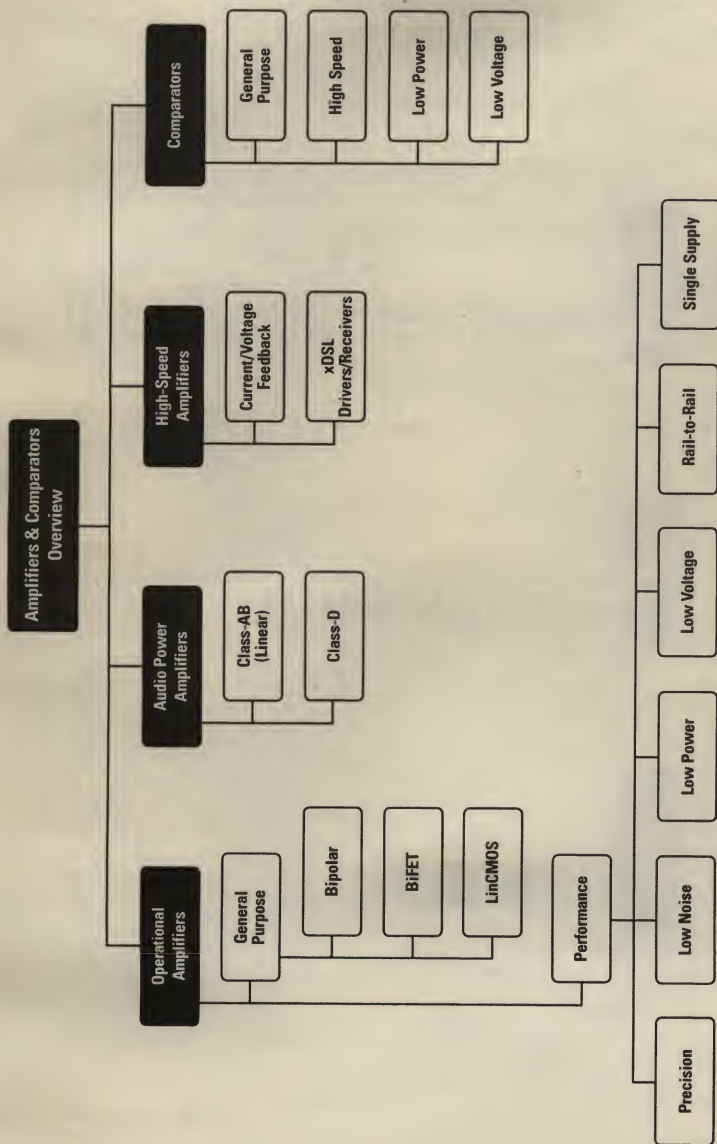 Amplifiers & Comparators
Overview
Operational
Amplifiers
General
Purpose
Bipolar
BiFET
LinCMOS
Performance
Precision
Low Noise
Low Power
Low Voltage
Rail-to-Rail
Single Supply
Audio Power
Amplifiers
Class-AB
(Linear)
Class-D
High-Speed
Amplifiers
Current/Voltage
Feedback
xDSL
Drivers/Receivers
Comparators
General
Purpose
High Speed
Low Power
Low Voltage